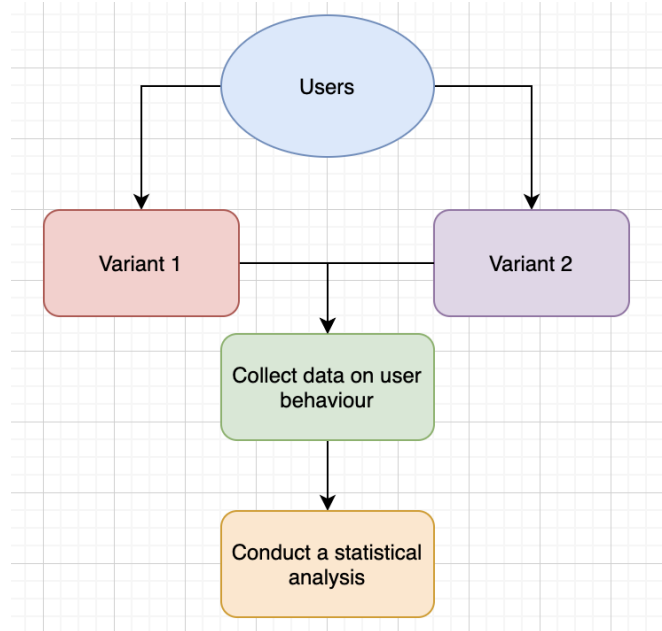 Users
Variant 1
Variant 2
Collect data on user
behaviour
Conduct a statistical
analysis